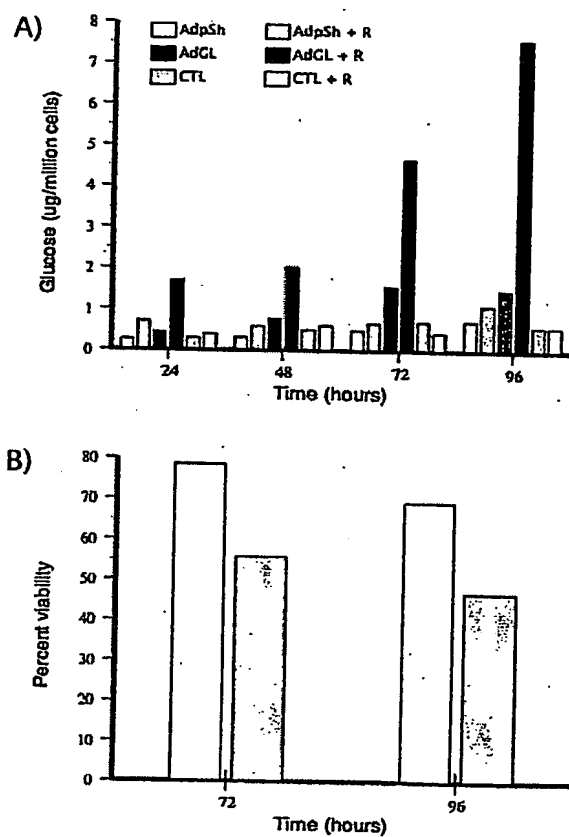 A)
AdpSh AdpSh + R
AdGL AdGL + R
CTL CTL + R
Glucose (ug/million cells)
8
7
6
5
4
3
2
1
0
24 48 72 96
Time (hours)
B)
Percent viability
80
70
60
50
40
30
20
10
0
72 96
Time (hours)